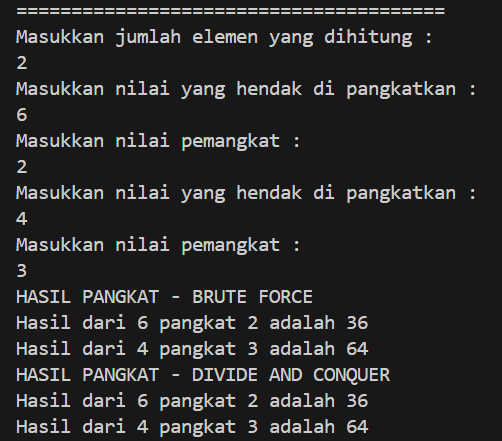 =======================================
Masukkan jumlah elemen yang dihitung :
2
Masukkan nilai yang hendak di pangkatkan :
6
Masukkan nilai pemangkat :
2
Masukkan nilai yang hendak di pangkatkan :
4
Masukkan nilai pemangkat :
3
HASIL PANGKAT - BRUTE FORCE
Hasil dari 6 pangkat 2 adalah 36
Hasil dari 4 pangkat 3 adalah 64
HASIL PANGKAT - DIVIDE AND CONQUER
Hasil dari 6 pangkat 2 adalah 36
Hasil dari 4 pangkat 3 adalah 64